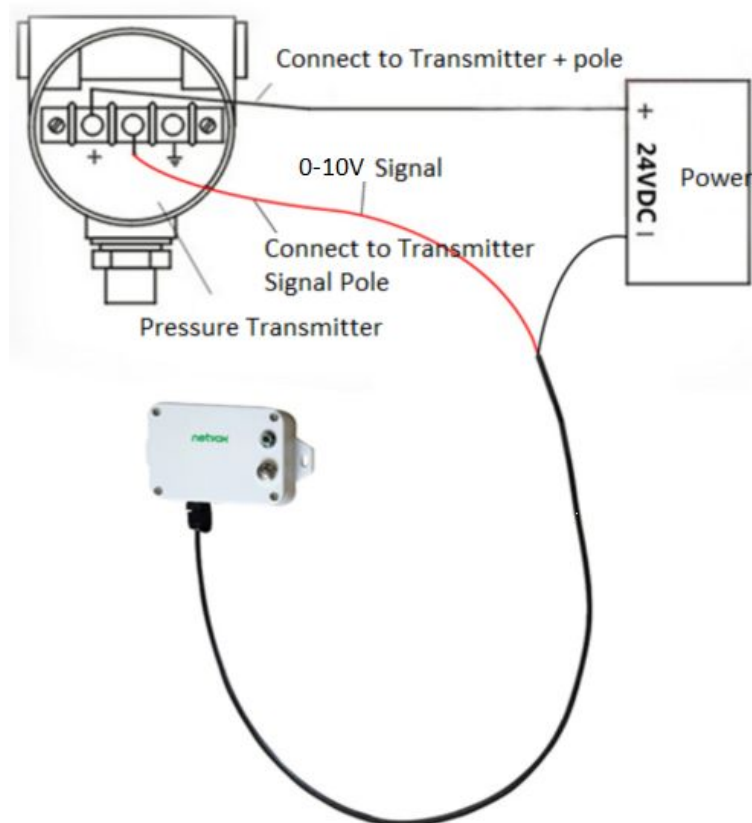 Connect to Transmitter + pole
+
24VDC
Power
0-10V Signal
+
Connect to Transmitter
Signal Pole
Pressure Transmitter
netvox